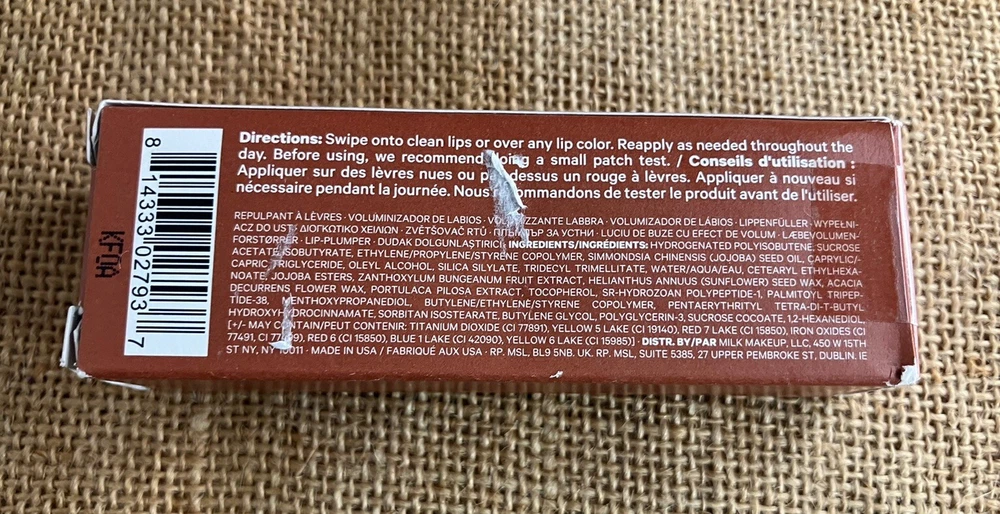 Directions: Swipe onto clean lips or over any lip color. Reapply as needed throughout the
day. Before using, we recommend a small patch test. / Conseils d'utilisation :
Appliquer sur des lèvres nues ou dessus un rouge à lèvres. Appliquer à nouveau si
nécessaire pendant la journée. Nous de tester le produit avant de l'utiliser.
REPULPANT À LÈVRES · VOLUMINIZADOR DE LABIOS · LABBRA · VOLUMIZADOR DE LÁBIOS · LIPPENFÜLLER · WYPEŁNI-
ACZ DO UST · ΔΙΟΓΚΩΤΙΚΟ ΧΕΙΛΙΩΝ · ZVĚTŠOVAČ RTŮ · ЗА УСТНИ · LUCIU DE BUZE CU EFECT DE VOLUM · LÆBEVOLUMEN-
FORSTØRRER · LIP-PLUMPER · DUDAK DOLGUNLAŞTIRICI INGREDIENTS/INGRÉDIENTS: HYDROGENATED POLYISOBUTENE, SUCROSE
ACETATE ISOBUTYRATE, ETHYLENE/PROPYLENE/STYRENE COPOLYMER, SIMMONDSIA CHINENSIS (JOJOBA) SEED OIL, CAPRYLIC/-
CAPRIC TRIGLYCERIDE, OLEYL ALCOHOL, SILICA SILYLATE, TRIDECYL TRIMELLITATE, WATER/AQUA/EAU, CETEARYL ETHYLHEXA-
NOATE, JOJOBA ESTERS, ZANTHOXYLUM BUNGEANUM FRUIT EXTRACT, HELIANTHUS ANNUUS (SUNFLOWER) SEED WAX, ACACIA
DECURRENS FLOWER WAX, PORTULACA PILOSA EXTRACT, TOCOPHEROL, SR-HYDROZOAN POLYPEPTIDE-1, PALMITOYL TRIPEP-
TIDE-38, MENTHOXYPROPANEDIOL, BUTYLENE/ETHYLENE/STYRENE COPOLYMER, PENTAERYTHRITYL TETRA-DI-T-BUTYL
HYDROXYHYDROCINNAMATE, SORBITAN ISOSTEARATE, BUTYLENE GLYCOL, POLYGLYCERIN-3, SUCROSE COCOATE, 1,2-HEXANEDIOL,
[+/- MAY CONTAIN/PEUT CONTENIR: TITANIUM DIOXIDE (CI 77891), YELLOW 5 LAKE (CI 19140), RED 7 LAKE (CI 15850), IRON OXIDES (CI
77491, CI RED 6 (CI 15850), BLUE 1 LAKE (CI 42090), YELLOW 6 LAKE (CI 15985)] · DISTR. BY/PAR MILK MAKEUP, LLC, 450 W 15TH
ST NY, NY 10011 · MADE IN USA / FABRIQUÉ AUX USA · RP. MSL, BL9 5NB. UK. RP. MSL, SUITE 5385, 27 UPPER PEMBROKE ST, DUBLIN. IE
8 14333 02793 7
KF0A